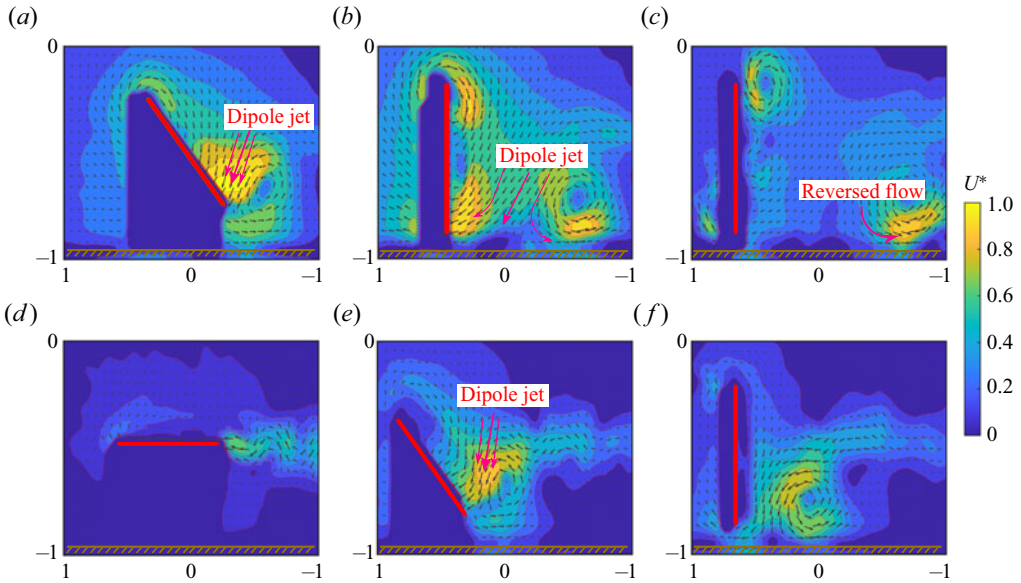 (a) (b) (c)
0 0 0
Dipole jet
Dipole jet
Reversed flow
U*
1.0
0.8
0.6
0.4
0.2
0
–1 –1 –1
1 0 –1 1 0 –1 1 0 –1
(d) (e) (f)
0 0 0
Dipole jet
–1 –1 –1
1 0 –1 1 0 –1 1 0 –1